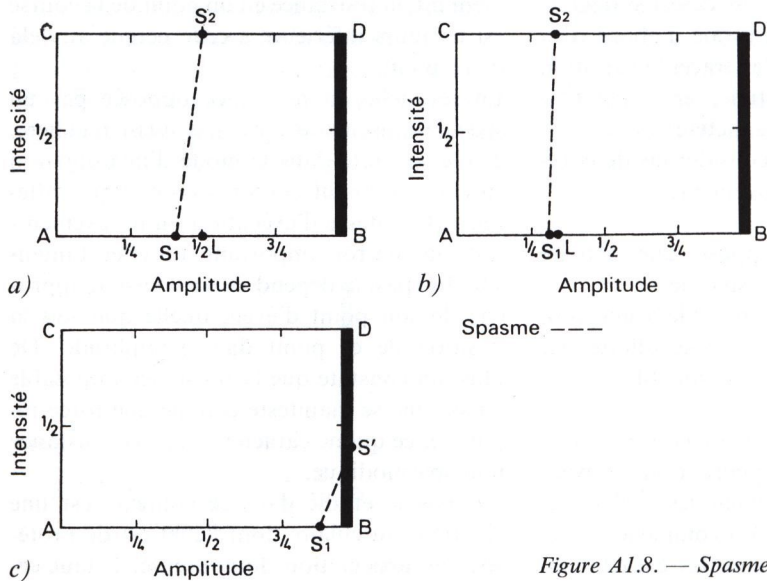 C S2 D
Intensité
1/2
A 1/4 S1 1/2 L 3/4 B
a) Amplitude
C S2 D
Intensité
1/2
A 1/4 S1 L 1/2 3/4 B
b) Amplitude
Spasme ----
C D
Intensité
1/2
S'
A 1/4 1/2 3/4 S1 B
c) Amplitude
Figure A1.8. — Spasme